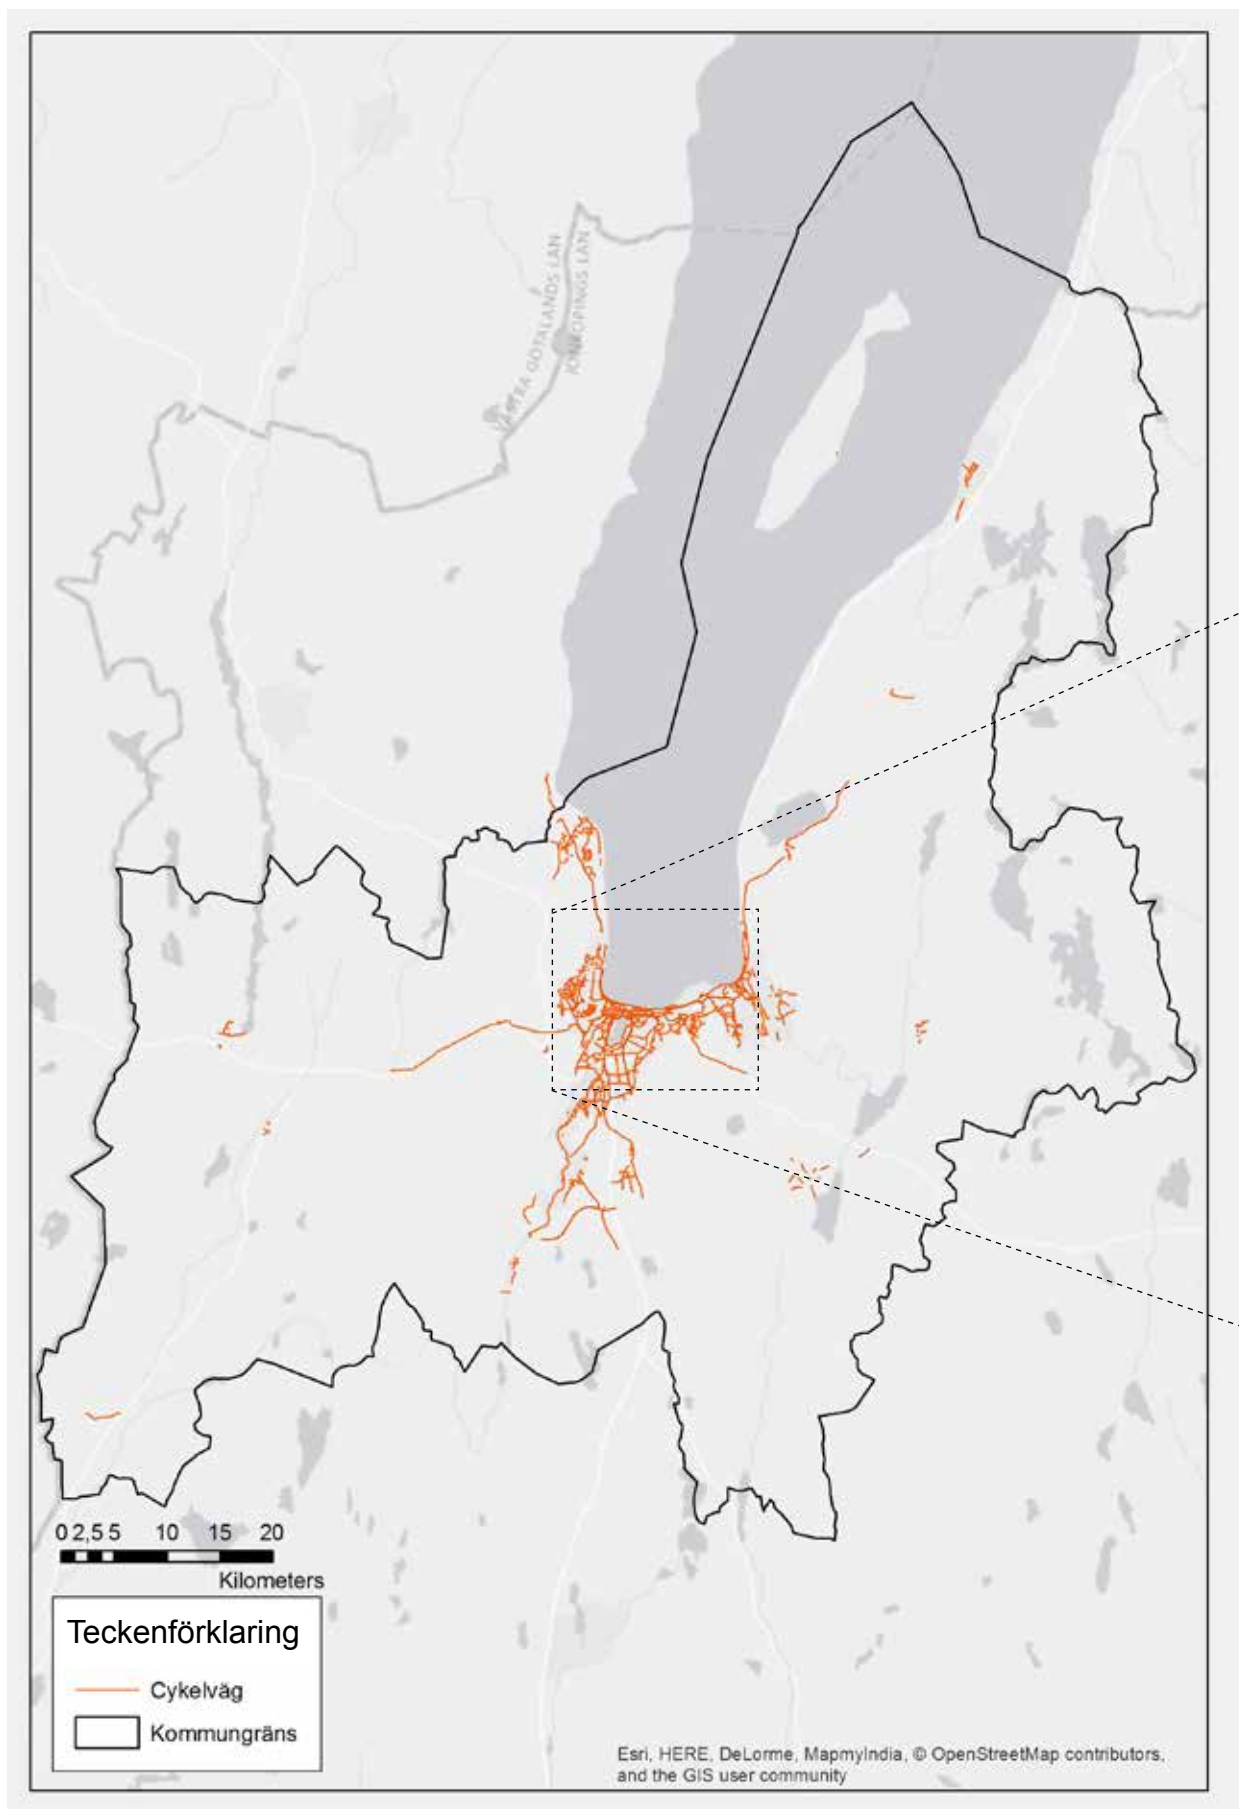 VÄSTRA GÖTALANDS LÄN
JÖNKÖPINGS LÄN
0 2,5 5 10 15 20
Kilometers
Teckenförklaring
Cykelväg
Kommungräns
Esri, HERE, DeLorme, MapmyIndia, © OpenStreetMap contributors,
and the GIS user community